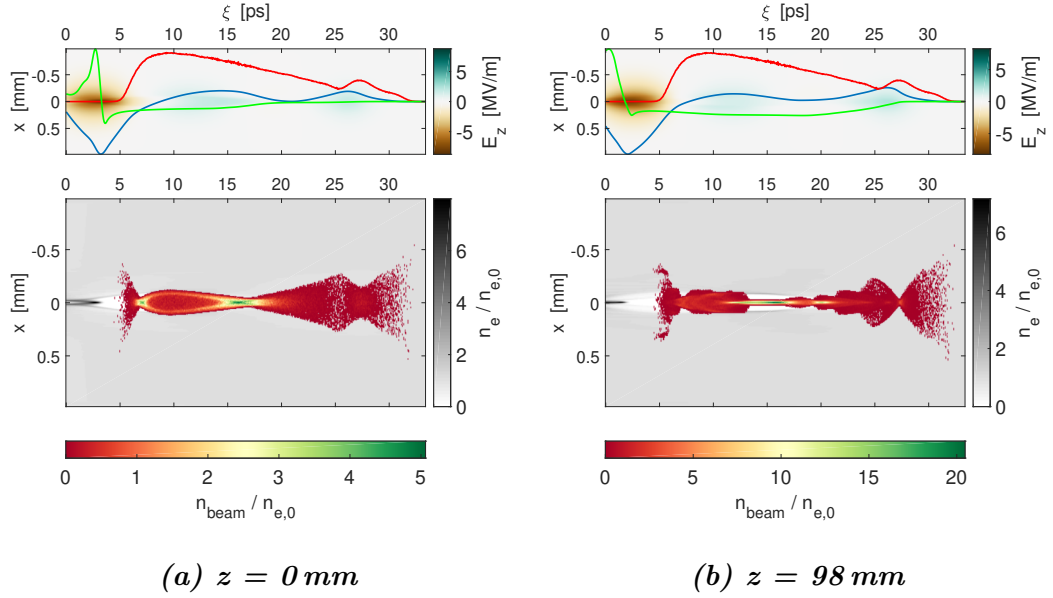 ξ [ps]
0 5 10 15 20 25 30
-0.5
0
0.5
x [mm]
5
0
-5
E_z [MV/m]
0 5 10 15 20 25 30
-0.5
0
0.5
x [mm]
6
4
2
0
n_e / n_e,0
0 1 2 3 4 5
n_beam / n_e,0
(a) z = 0 mm
ξ [ps]
0 5 10 15 20 25 30
-0.5
0
0.5
x [mm]
5
0
-5
E_z [MV/m]
0 5 10 15 20 25 30
-0.5
0
0.5
x [mm]
6
4
2
0
n_e / n_e,0
0 5 10 15 20
n_beam / n_e,0
(b) z = 98 mm